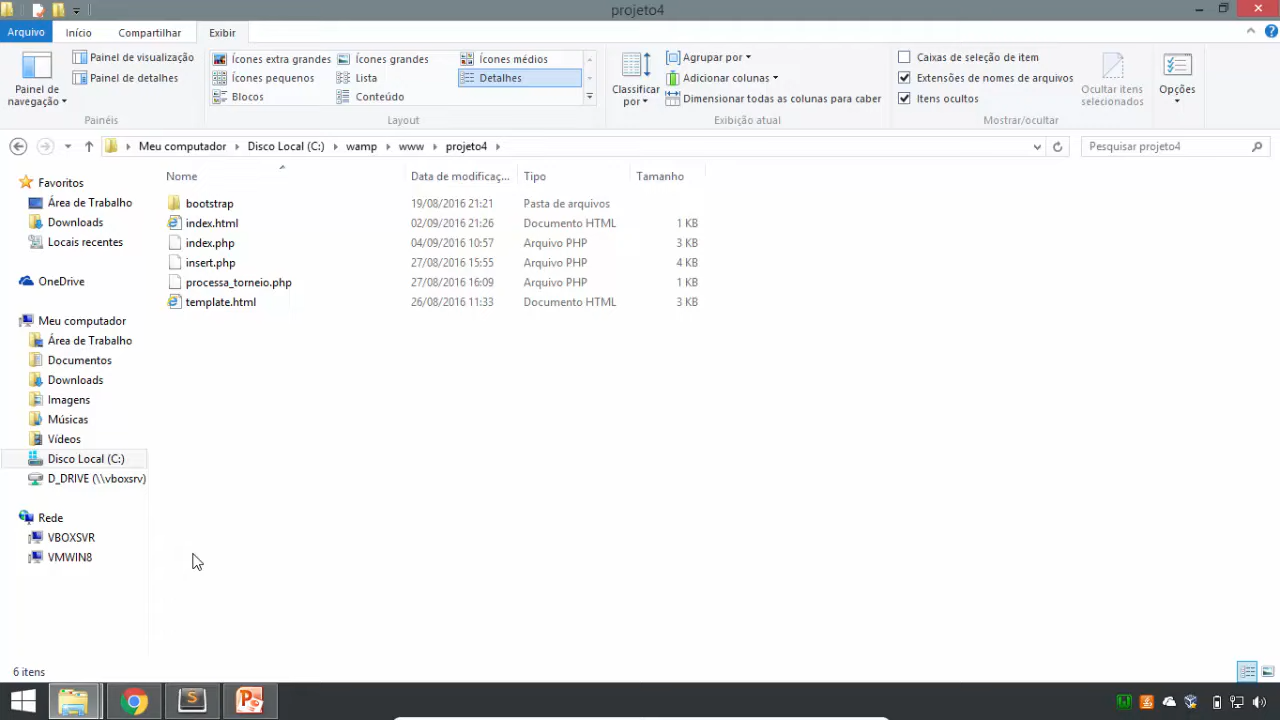 projeto4
Arquivo Início Compartilhar Exibir
Painel de navegação
Painel de visualização
Painel de detalhes
Painéis
Ícones extra grandes Ícones grandes Ícones médios
Ícones pequenos Lista Detalhes
Blocos Conteúdo
Layout
Classificar por
Agrupar por
Adicionar colunas
Dimensionar todas as colunas para caber
Exibição atual
Caixas de seleção de item
Extensões de nomes de arquivos
Itens ocultos
Ocultar itens selecionados
Mostrar/ocultar
Opções
Meu computador Disco Local (C:) wamp www projeto4
Pesquisar projeto4
Favoritos
Área de Trabalho
Downloads
Locais recentes
OneDrive
Meu computador
Área de Trabalho
Documentos
Downloads
Imagens
Músicas
Vídeos
Disco Local (C:)
D_DRIVE (\\vboxsrv)
Rede
VBOXSVR
VMWIN8
Nome Data de modificaç... Tipo Tamanho
bootstrap 19/08/2016 21:21 Pasta de arquivos
index.html 02/09/2016 21:26 Documento HTML 1 KB
index.php 04/09/2016 10:57 Arquivo PHP 3 KB
insert.php 27/08/2016 15:55 Arquivo PHP 4 KB
processa_torneio.php 27/08/2016 16:09 Arquivo PHP 1 KB
template.html 26/08/2016 11:33 Documento HTML 3 KB
6 itens